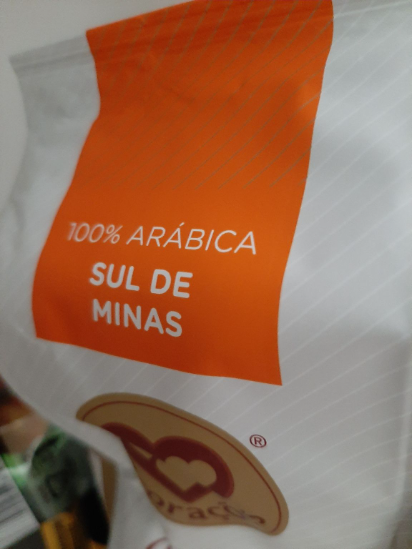 100% ARÁBICA
SUL DE
MINAS
®